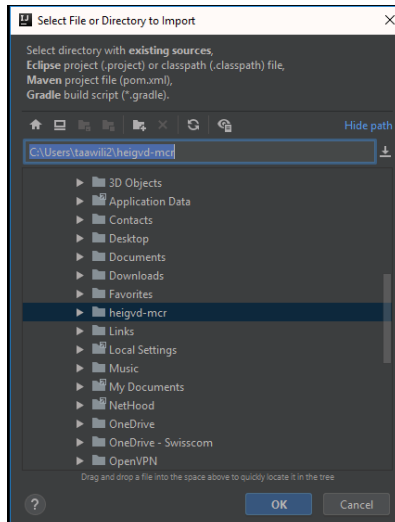 Select File or Directory to Import
Select directory with existing sources,
Eclipse project (.project) or classpath (.classpath) file,
Maven project file (pom.xml),
Gradle build script (*.gradle).
Hide path
C:\Users\taawili2\heigvd-mcr
3D Objects
Application Data
Contacts
Desktop
Documents
Downloads
Favorites
heigvd-mcr
Links
Local Settings
Music
My Documents
NetHood
OneDrive
OneDrive - Swisscom
OpenVPN
Drag and drop a file into the space above to quickly locate it in the tree
? OK Cancel